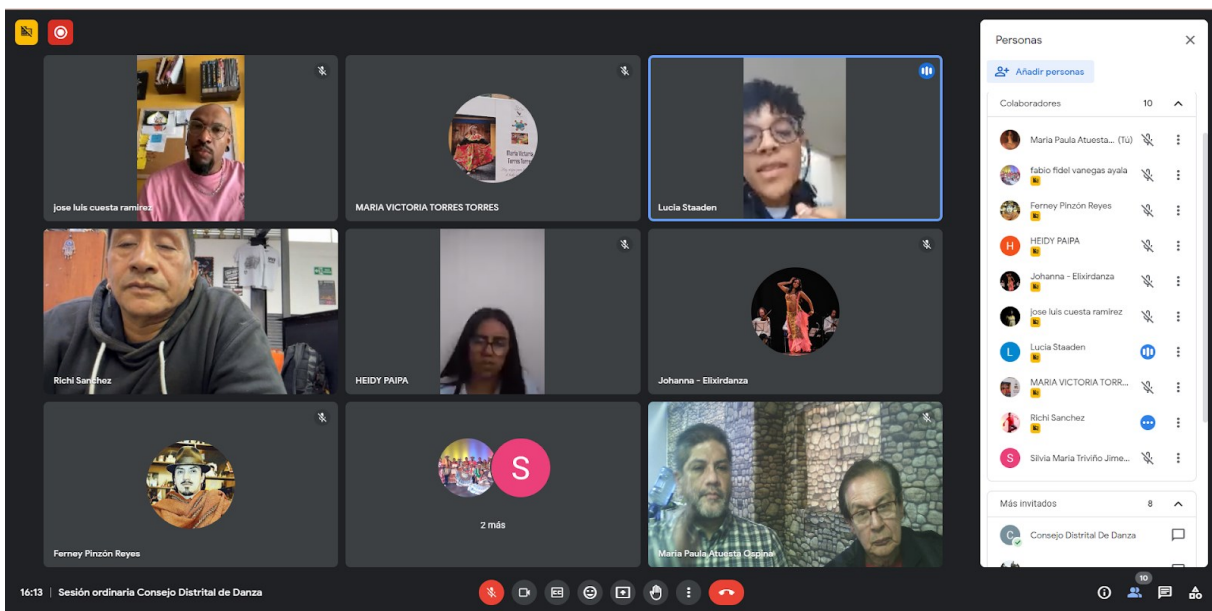 jose luis cuesta ramirez
MARIA VICTORIA TORRES TORRES
Lucia Staaden
Richi Sanchez
HEIDY PAIPA
Johanna - Elixirdanza
Ferney Pinzón Reyes
S
2 más
Maria Paula Atuesta Ospina
16:13 | Sesión ordinaria Consejo Distrital de Danza
Personas
Añadir personas
Colaboradores 10
Maria Paula Atuesta... (Tú)
fabio fidel vanegas ayala
Ferney Pinzón Reyes
H HEIDY PAIPA
Johanna - Elixirdanza
jose luis cuesta ramirez
L Lucia Staaden
MARIA VICTORIA TORR...
Richi Sanchez
S Silvia Maria Triviño Jime...
Más invitados 8
C Consejo Distrital De Danza
10